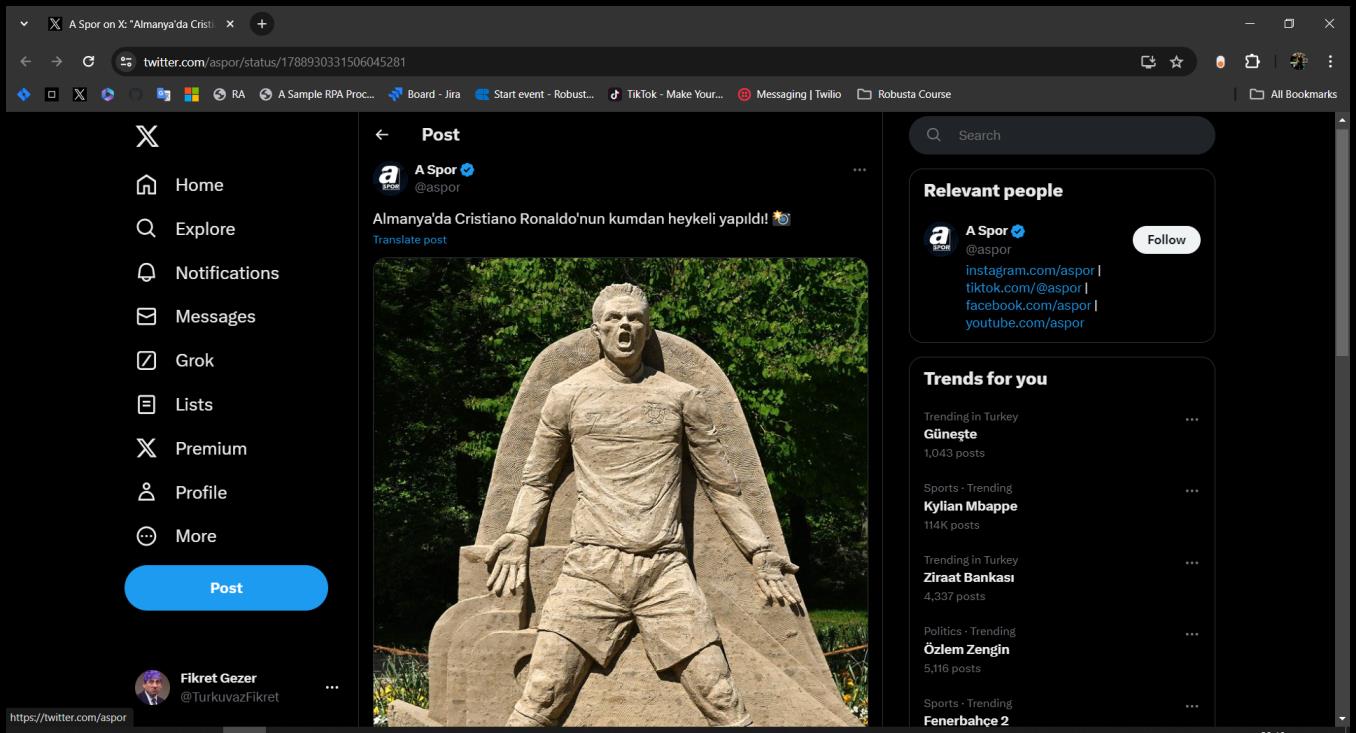 A Spor on X: "Almanya'da Cristi
twitter.com/aspor/status/1788930331506045281
RA
A Sample RPA Proc...
Board - Jira
Start event - Robust...
TikTok - Make Your...
Messaging | Twilio
Robusta Course
All Bookmarks
Home
Explore
Notifications
Messages
Grok
Lists
Premium
Profile
More
Post
Fikret Gezer
@TurkuvazFikret
https://twitter.com/aspor
Post
A Spor
@aspor
Almanya'da Cristiano Ronaldo'nun kumdan heykeli yapıldı! 📸
Translate post
a
SPOR
7
Search
Relevant people
a
SPOR
A Spor
@aspor
Follow
instagram.com/aspor |
tiktok.com/@aspor |
facebook.com/aspor |
youtube.com/aspor
Trends for you
Trending in Turkey
Güneşte
1,043 posts
Sports · Trending
Kylian Mbappe
114K posts
Trending in Turkey
Ziraat Bankası
4,337 posts
Politics · Trending
Özlem Zengin
5,116 posts
Sports · Trending
Fenerbahçe 2